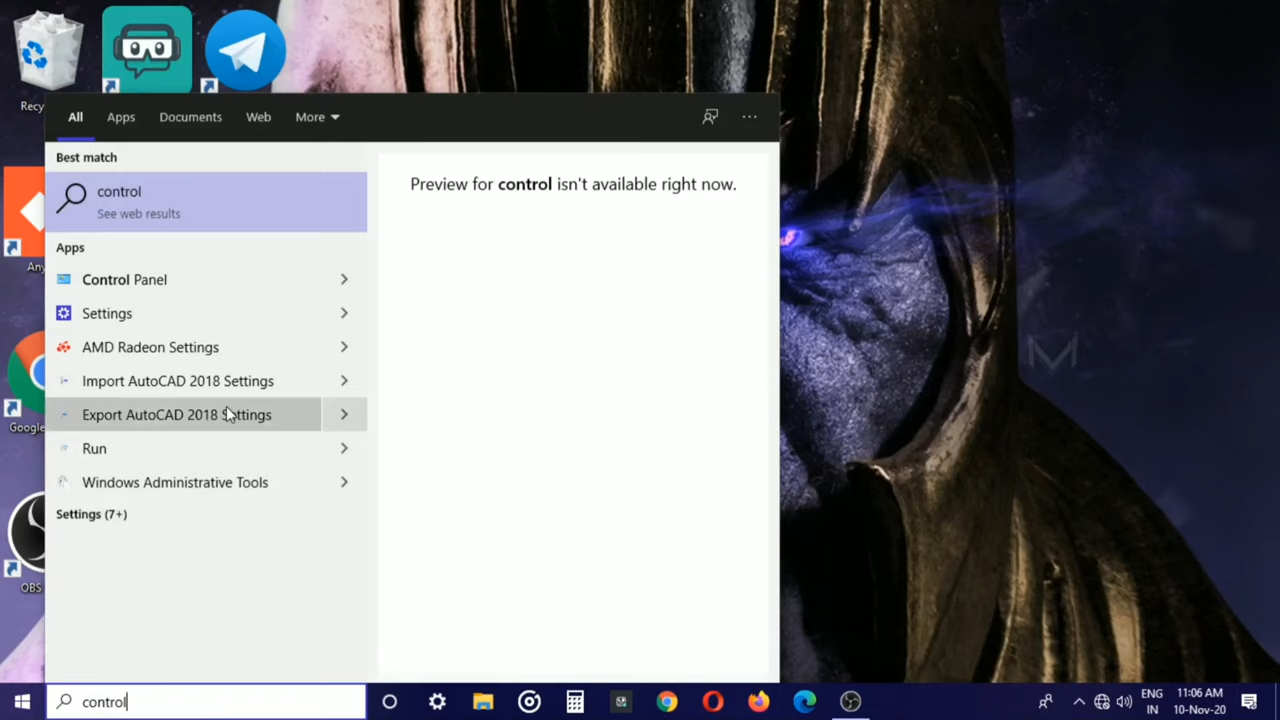 Recy
Any
Google
OBS
All Apps Documents Web More
Best match
control
See web results
Apps
Control Panel
Settings
AMD Radeon Settings
Import AutoCAD 2018 Settings
Export AutoCAD 2018 Settings
Run
Windows Administrative Tools
Settings (7+)
Preview for control isn't available right now.
control
ENG
IN
11:06 AM
10-Nov-20